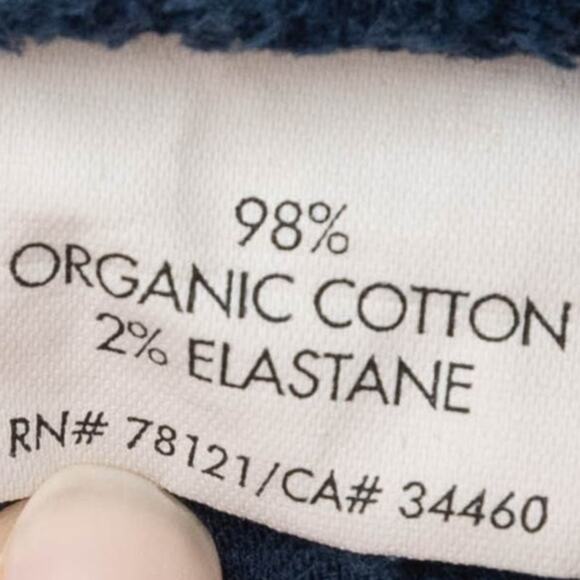 98%
ORGANIC COTTON
2% ELASTANE
RN# 78121/CA# 34460